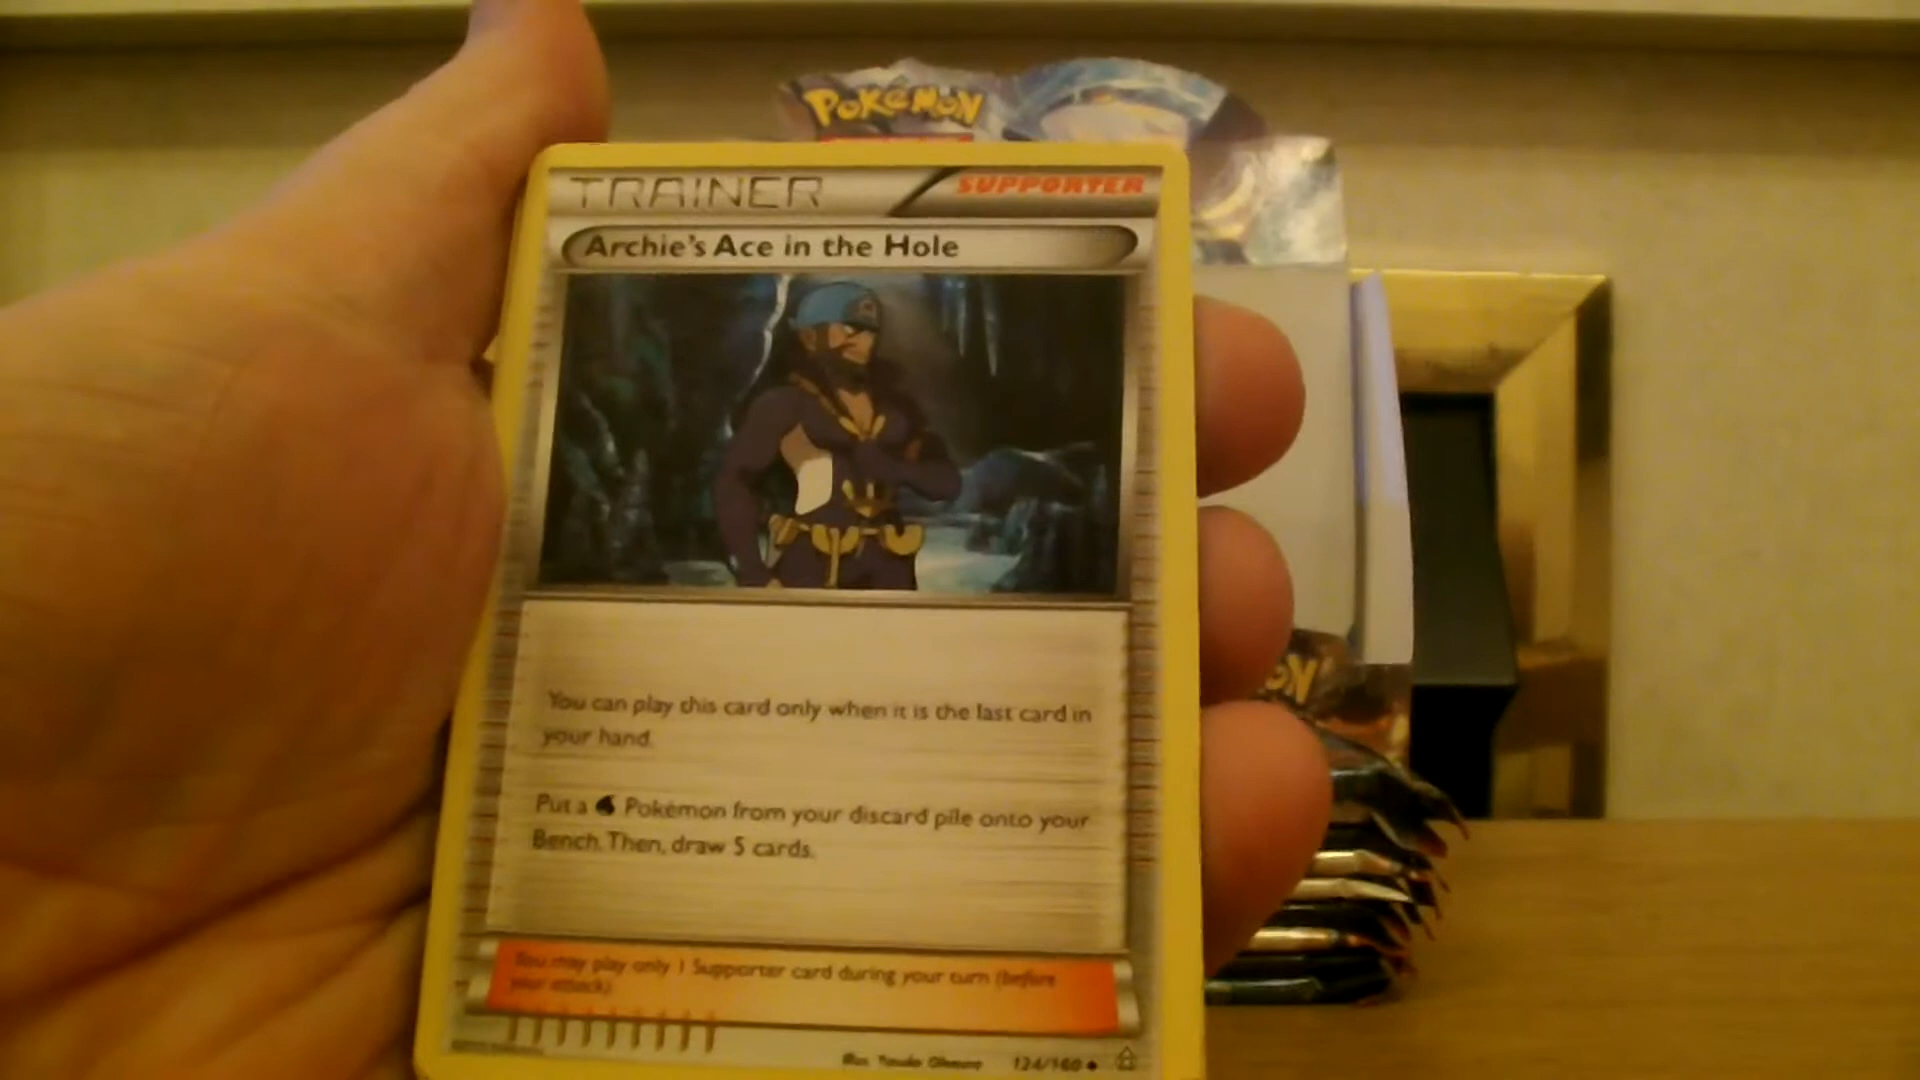 POKéMON
TRAINER
SUPPORTER
Archie's Ace in the Hole
You can play this card only when it is the last card in
your hand.
Put a Pokémon from your discard pile onto your
Bench. Then, draw 5 cards.
You may play only 1 Supporter card during your turn (before
your attack).
Illus.
124/160
ON